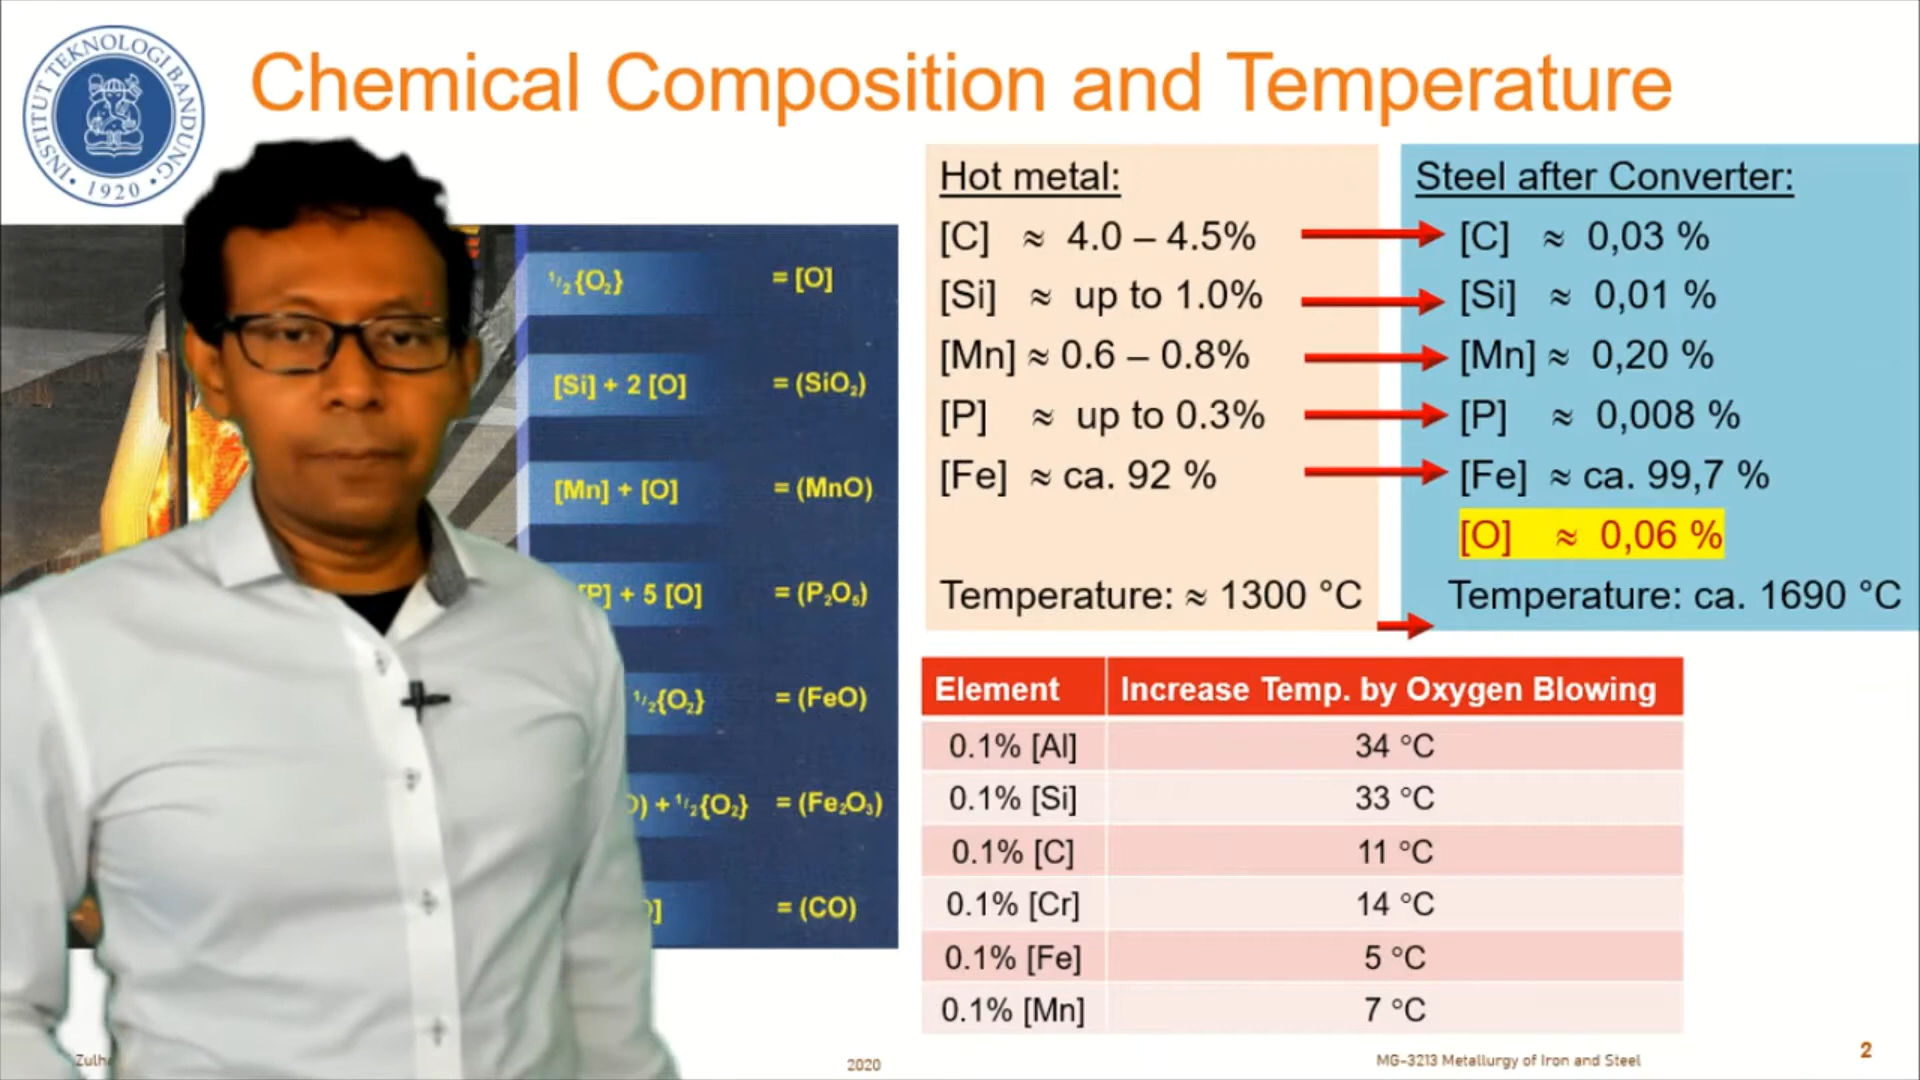 INSTITUT TEKNOLOGI BANDUNG
• 1920 •
Chemical Composition and Temperature
½{O₂} = [O]
[Si] + 2 [O] = (SiO₂)
[Mn] + [O] = (MnO)
[P] + 5 [O] = (P₂O₅)
½{O₂} = (FeO)
) + ½{O₂} = (Fe₂O₃)
] = (CO)
Hot metal:
[C] ≈ 4.0 – 4.5%
[Si] ≈ up to 1.0%
[Mn] ≈ 0.6 – 0.8%
[P] ≈ up to 0.3%
[Fe] ≈ ca. 92 %
Temperature: ≈ 1300 °C
Steel after Converter:
[C] ≈ 0,03 %
[Si] ≈ 0,01 %
[Mn] ≈ 0,20 %
[P] ≈ 0,008 %
[Fe] ≈ ca. 99,7 %
[O] ≈ 0,06 %
Temperature: ca. 1690 °C
Element Increase Temp. by Oxygen Blowing
0.1% [Al] 34 °C
0.1% [Si] 33 °C
0.1% [C] 11 °C
0.1% [Cr] 14 °C
0.1% [Fe] 5 °C
0.1% [Mn] 7 °C
2020
MG-3213 Metallurgy of Iron and Steel
2